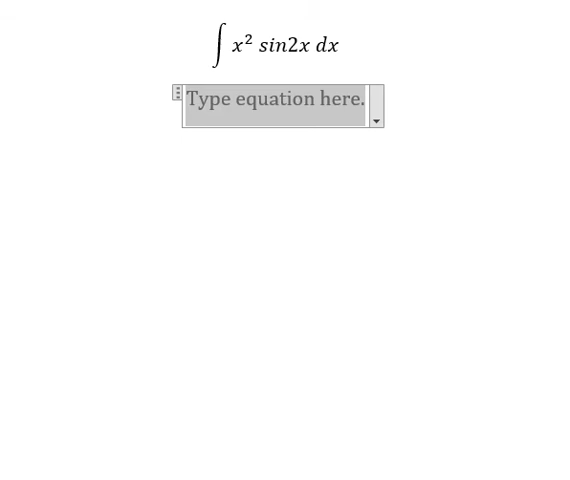 ∫ x² sin2x dx
Type equation here.